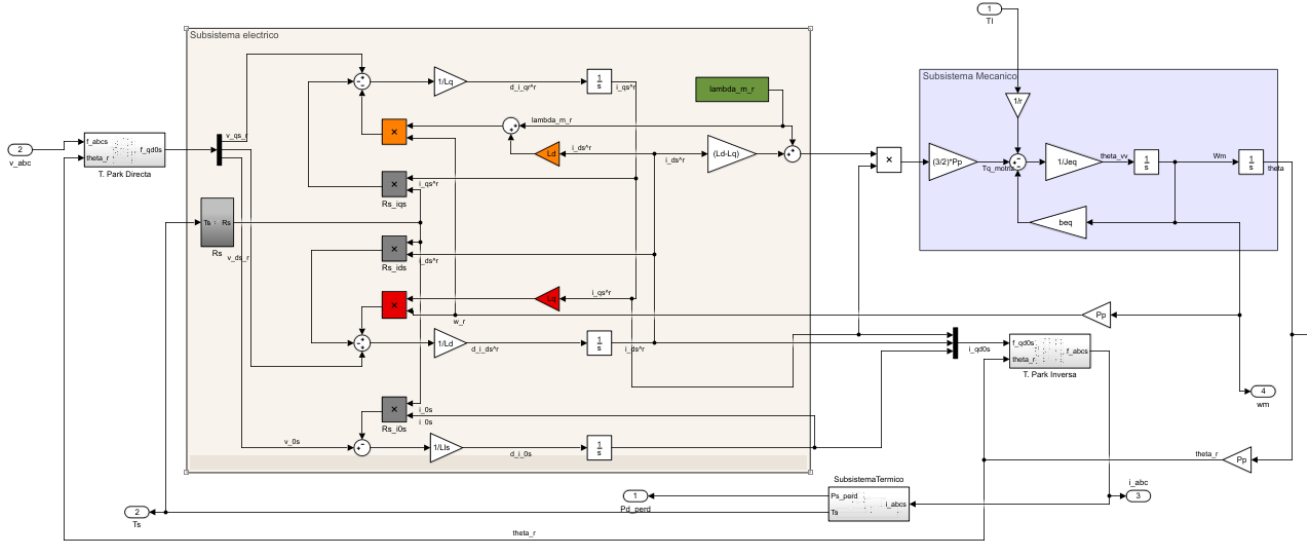 1
Tl
Subsistema electrico
Subsistema Mecanico
1/r
1/Lq
d_i_qr^r
1
s
i_qs^r
lambda_m_r
×
lambda_m_r
Ld
i_ds^r
i_ds^r
(Ld-Lq)
×
(3/2)*Pp
1/Jeq
theta_vv
1
s
Wm
1
s
theta
beq
2
v_abc
f_abcs
theta_r
f_qd0s
T. Park Directa
v_qs_r
×
i_qs^r
Rs_iqs
Ts
Rs
Rs
v_ds_r
×
Rs_ids
i_ds^r
×
Lq
i_qs^r
w_r
Pp
1/Ld
d_i_ds^r
1
s
i_ds^r
i_qd0s
f_qd0s
theta_r
f_abcs
T. Park Inversa
4
wm
×
Rs_i0s
i_0s
i_0s
v_0s
1/Lls
d_i_0s
1
s
theta_r
Pp
SubsistemaTermico
Ps_perd
Ts
i_abcs
1
Pd_perd
i_abc
3
2
Ts
theta_r